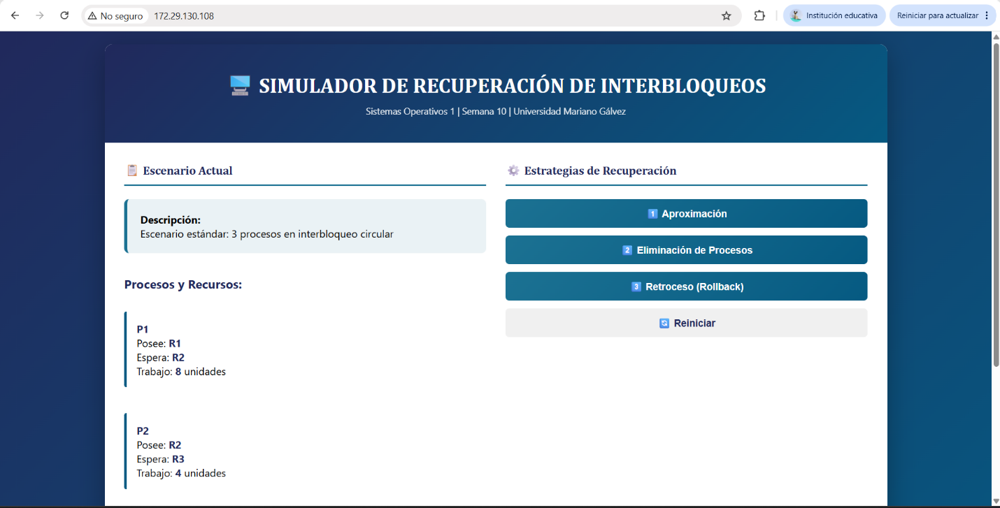 No seguro
172.29.130.108
Institución educativa
Reiniciar para actualizar
SIMULADOR DE RECUPERACIÓN DE INTERBLOQUEOS
Sistemas Operativos 1 | Semana 10 | Universidad Mariano Gálvez
Escenario Actual
Descripción:
Escenario estándar: 3 procesos en interbloqueo circular
Procesos y Recursos:
P1
Posee: R1
Espera: R2
Trabajo: 8 unidades
P2
Posee: R2
Espera: R3
Trabajo: 4 unidades
Estrategias de Recuperación
1 Aproximación
2 Eliminación de Procesos
3 Retroceso (Rollback)
Reiniciar